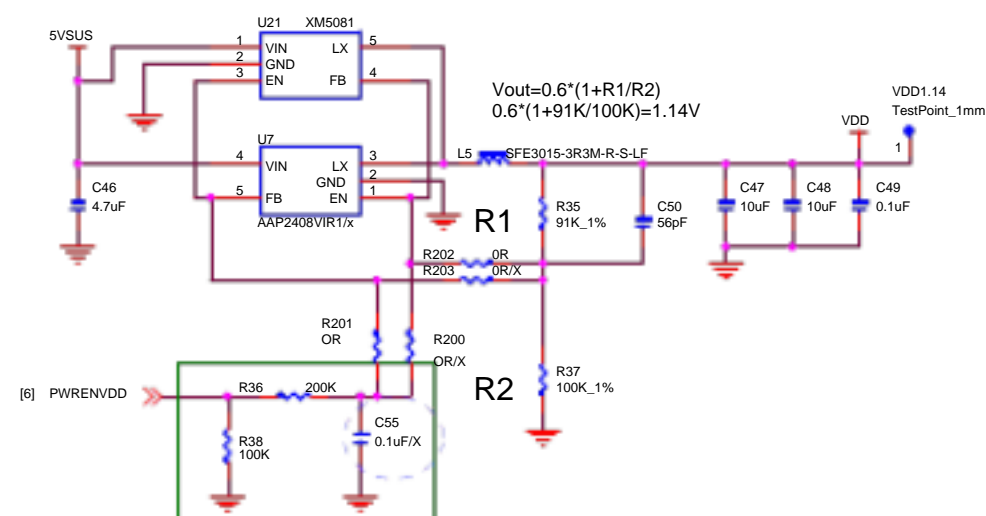 U21 XM5081
5VSUS
1 VIN LX 5
2 GND
3 EN FB 4
Vout=0.6*(1+R1/R2)
0.6*(1+91K/100K)=1.14V
VDD1.14
TestPoint_1mm
VDD
1
U7
4 VIN LX 3
GND 2
5 FB EN 1
AAP2408VIR1/x
L5 SFE3015-3R3M-R-S-LF
C46
4.7uF
R1
R35
91K_1%
C50
56pF
C47
10uF
C48
10uF
C49
0.1uF
R202 0R
R203 0R/X
R201
OR
R200
OR/X
R2
R37
100K_1%
[6] PWRENVDD
R36 200K
R38
100K
C55
0.1uF/X